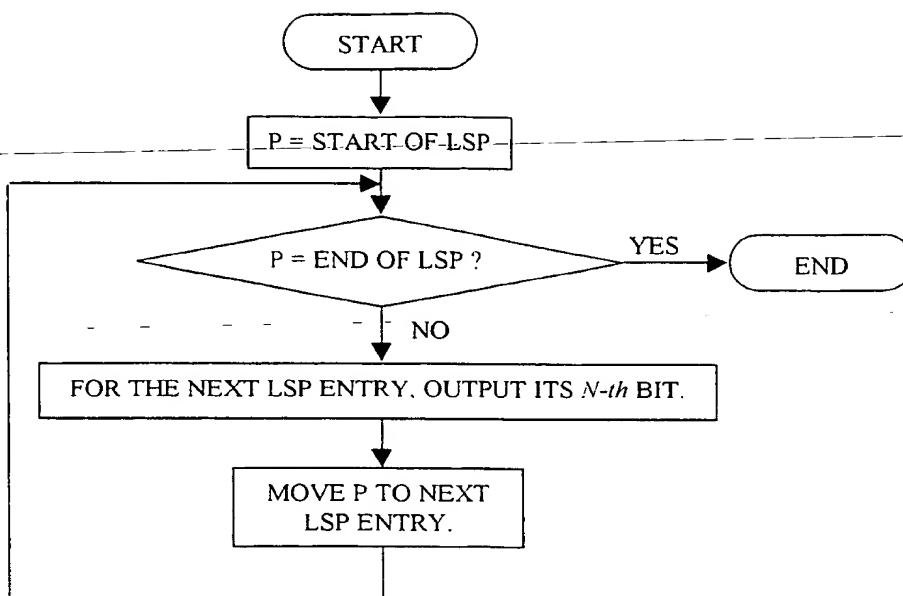 START
P = START OF LSP
P = END OF LSP ?
YES
END
NO
FOR THE NEXT LSP ENTRY, OUTPUT ITS N-th BIT.
MOVE P TO NEXT
LSP ENTRY.